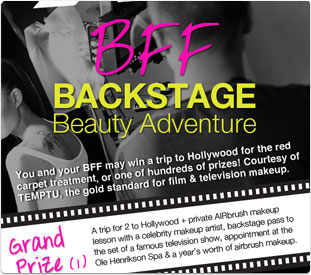 BFF
BACKSTAGE
Beauty Adventure
You and your BFF may win a trip to Hollywood for the red
carpet treatment, or one of hundreds of prizes! Courtesy of
TEMPTU, the gold standard for film & television makeup.
Grand
Prize (1)
A trip for 2 to Hollywood + private AIRbrush makeup
lesson with a celebrity makeup artist, backstage pass to
the set of a famous television show, appointment at the
Ole Henrikson Spa & a year's worth of airbrush makeup.